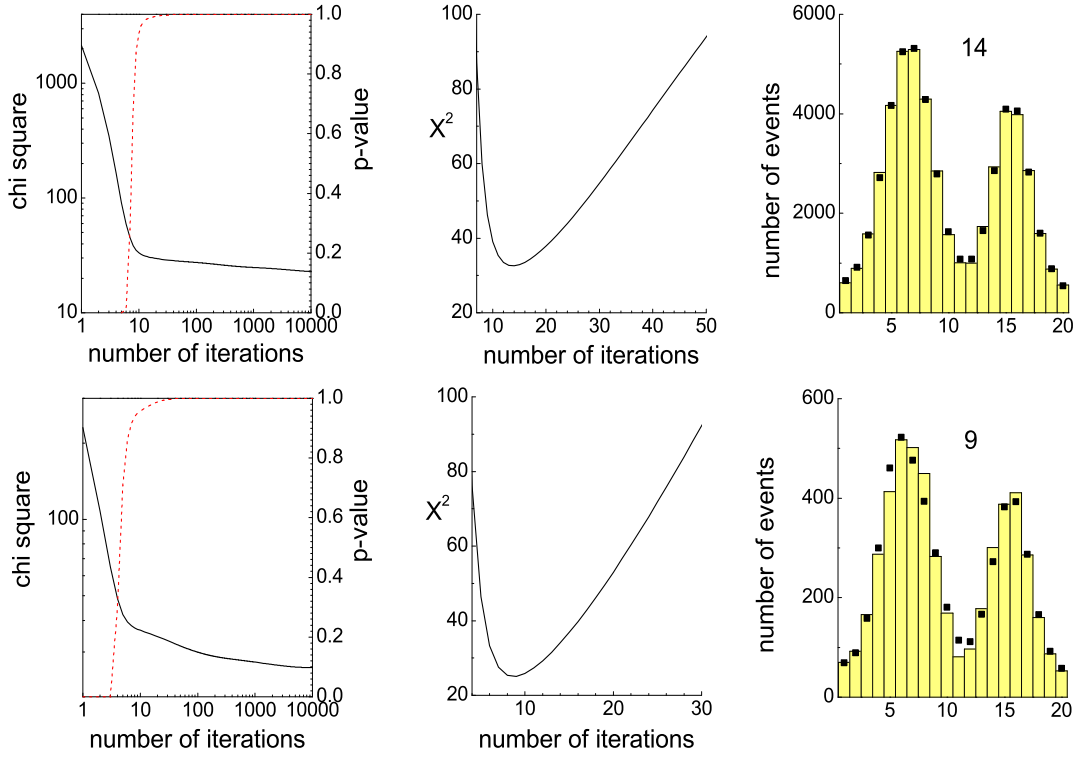 1.0
6000
1000
0.8
80
14
chi square
0.6
p-value
X²
4000
number of events
100
0.4
60
2000
0.2
40
10
0.0
20
0
1 10 100 1000 10000
10 20 30 40 50
5 10 15 20
number of iterations
number of iterations
100
1.0
100
600
0.8
80
9
chi square
100
0.6
p-value
X²
400
number of events
0.4
60
200
0.2
40
0.0
20
0
1 10 100 1000 10000
10 20 30
5 10 15 20
number of iterations
number of iterations